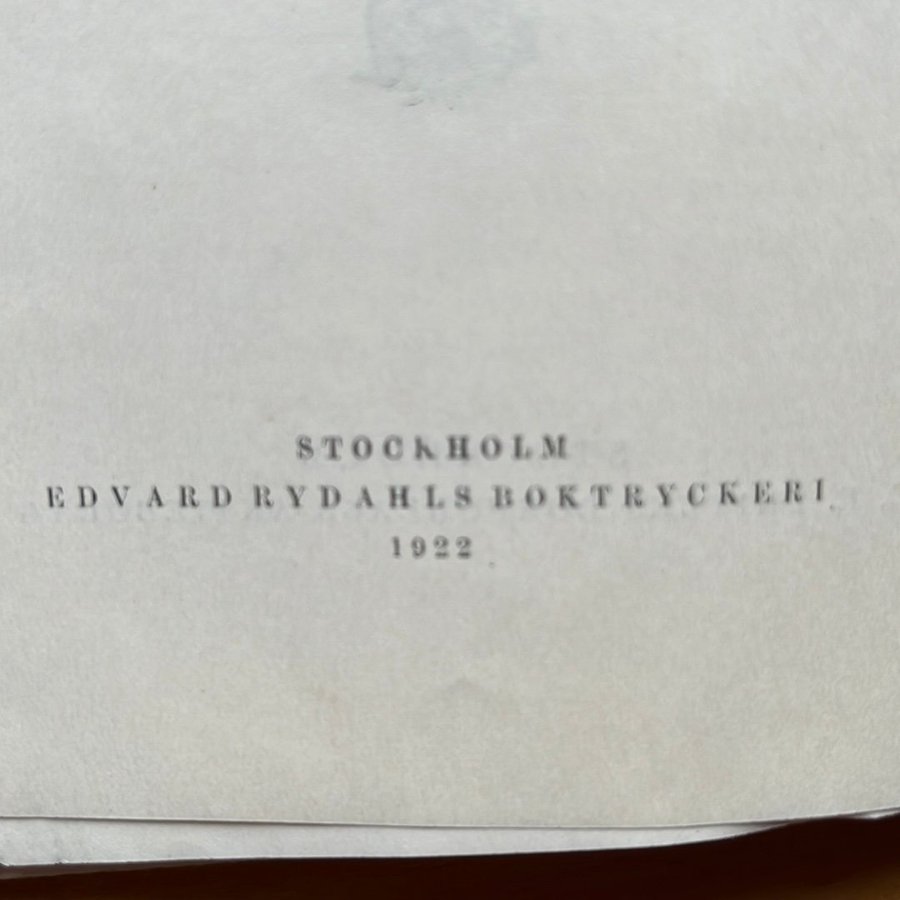 STOCKHOLM
EDVARD RYDAHLS BOKTRYCKERI
1922